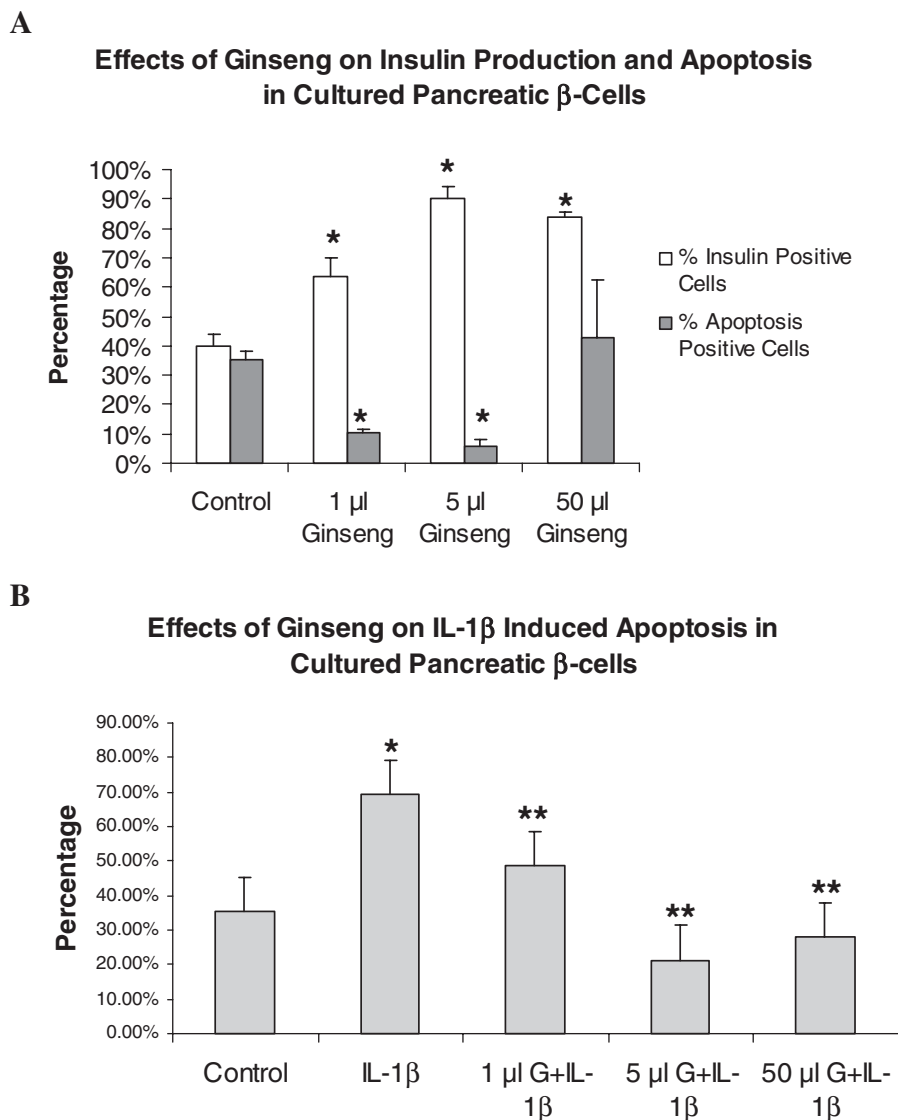 A
Effects of Ginseng on Insulin Production and Apoptosis
in Cultured Pancreatic β-Cells
100%
90%
80%
70%
60%
50%
40%
30%
20%
10%
0%
Percentage
*
*
*
*
*
% Insulin Positive
Cells
% Apoptosis
Positive Cells
Control
1 µl
Ginseng
5 µl
Ginseng
50 µl
Ginseng
B
Effects of Ginseng on IL-1β Induced Apoptosis in
Cultured Pancreatic β-cells
90.00%
80.00%
70.00%
60.00%
50.00%
40.00%
30.00%
20.00%
10.00%
0.00%
Percentage
*
**
**
**
Control
IL-1β
1 µl G+IL-
1β
5 µl G+IL-
1β
50 µl G+IL-
1β